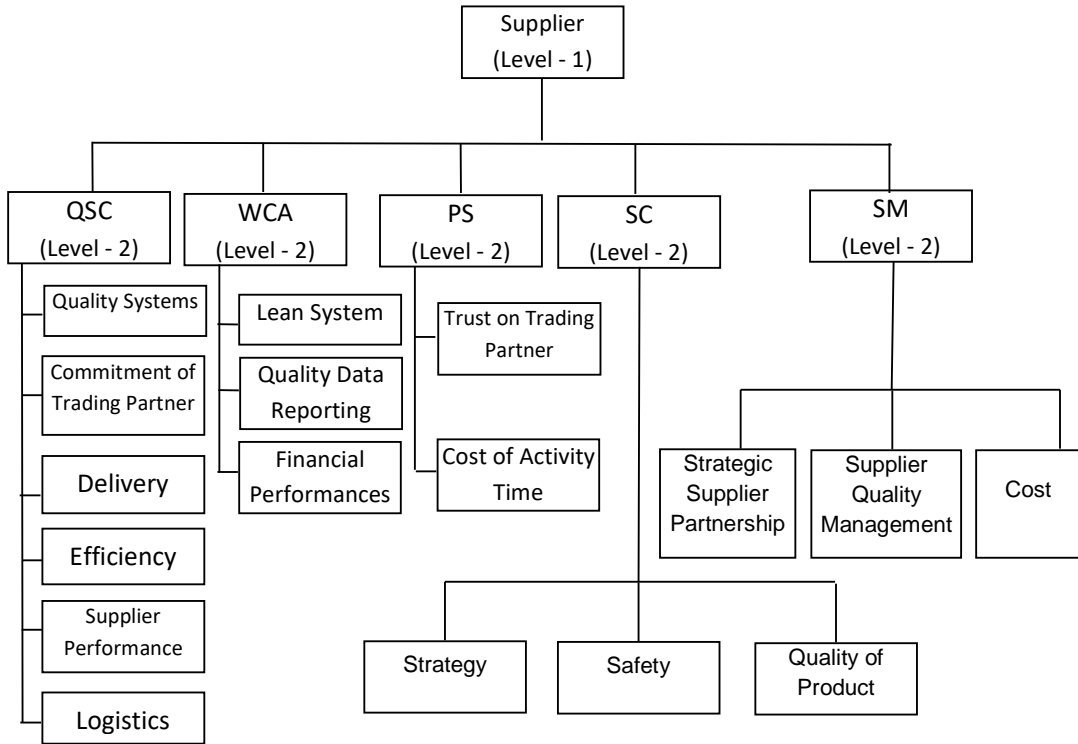 Supplier
(Level - 1)
QSC
(Level - 2)
WCA
(Level - 2)
PS
(Level - 2)
SC
(Level - 2)
SM
(Level - 2)
Quality Systems
Commitment of
Trading Partner
Delivery
Efficiency
Supplier
Performance
Logistics
Lean System
Quality Data
Reporting
Financial
Performances
Trust on Trading
Partner
Cost of Activity
Time
Strategy
Safety
Quality of
Product
Strategic
Supplier
Partnership
Supplier
Quality
Management
Cost